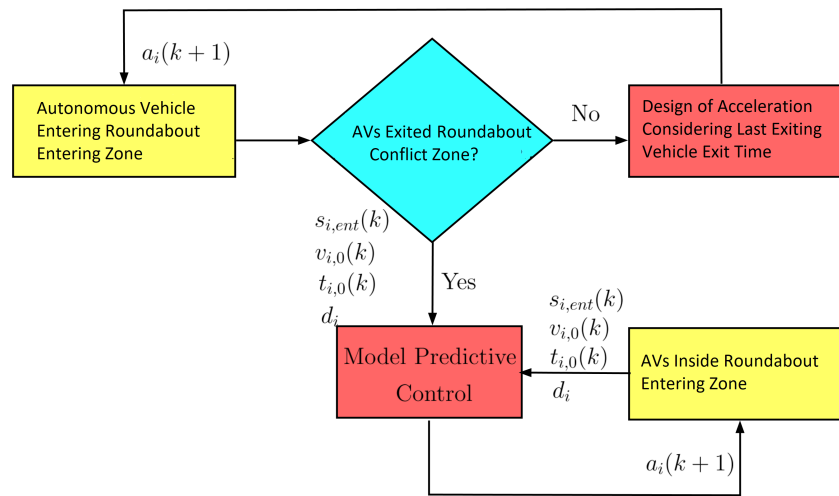 a_i(k+1)
Autonomous Vehicle
Entering Roundabout
Entering Zone
AVs Exited Roundabout
Conflict Zone?
No
Design of Acceleration
Considering Last Exiting
Vehicle Exit Time
s_{i,ent}(k)
v_{i,0}(k)
t_{i,0}(k)
d_i
Yes
Model Predictive
Control
s_{i,ent}(k)
v_{i,0}(k)
t_{i,0}(k)
d_i
AVs Inside Roundabout
Entering Zone
a_i(k+1)